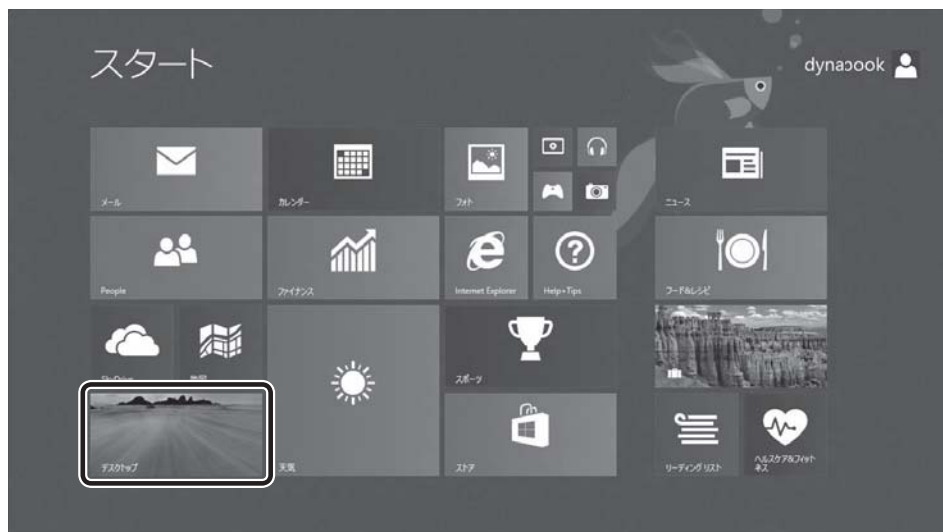 スタート
dynabook
メール
カレンダー
フォト
ニュース
People
ファイナンス
Internet Explorer
Help+Tips
フード&レシピ
SkyDrive
地図
スポーツ
デスクトップ
天気
ストア
リーディング リスト
ヘルスケア&フィット
ネス